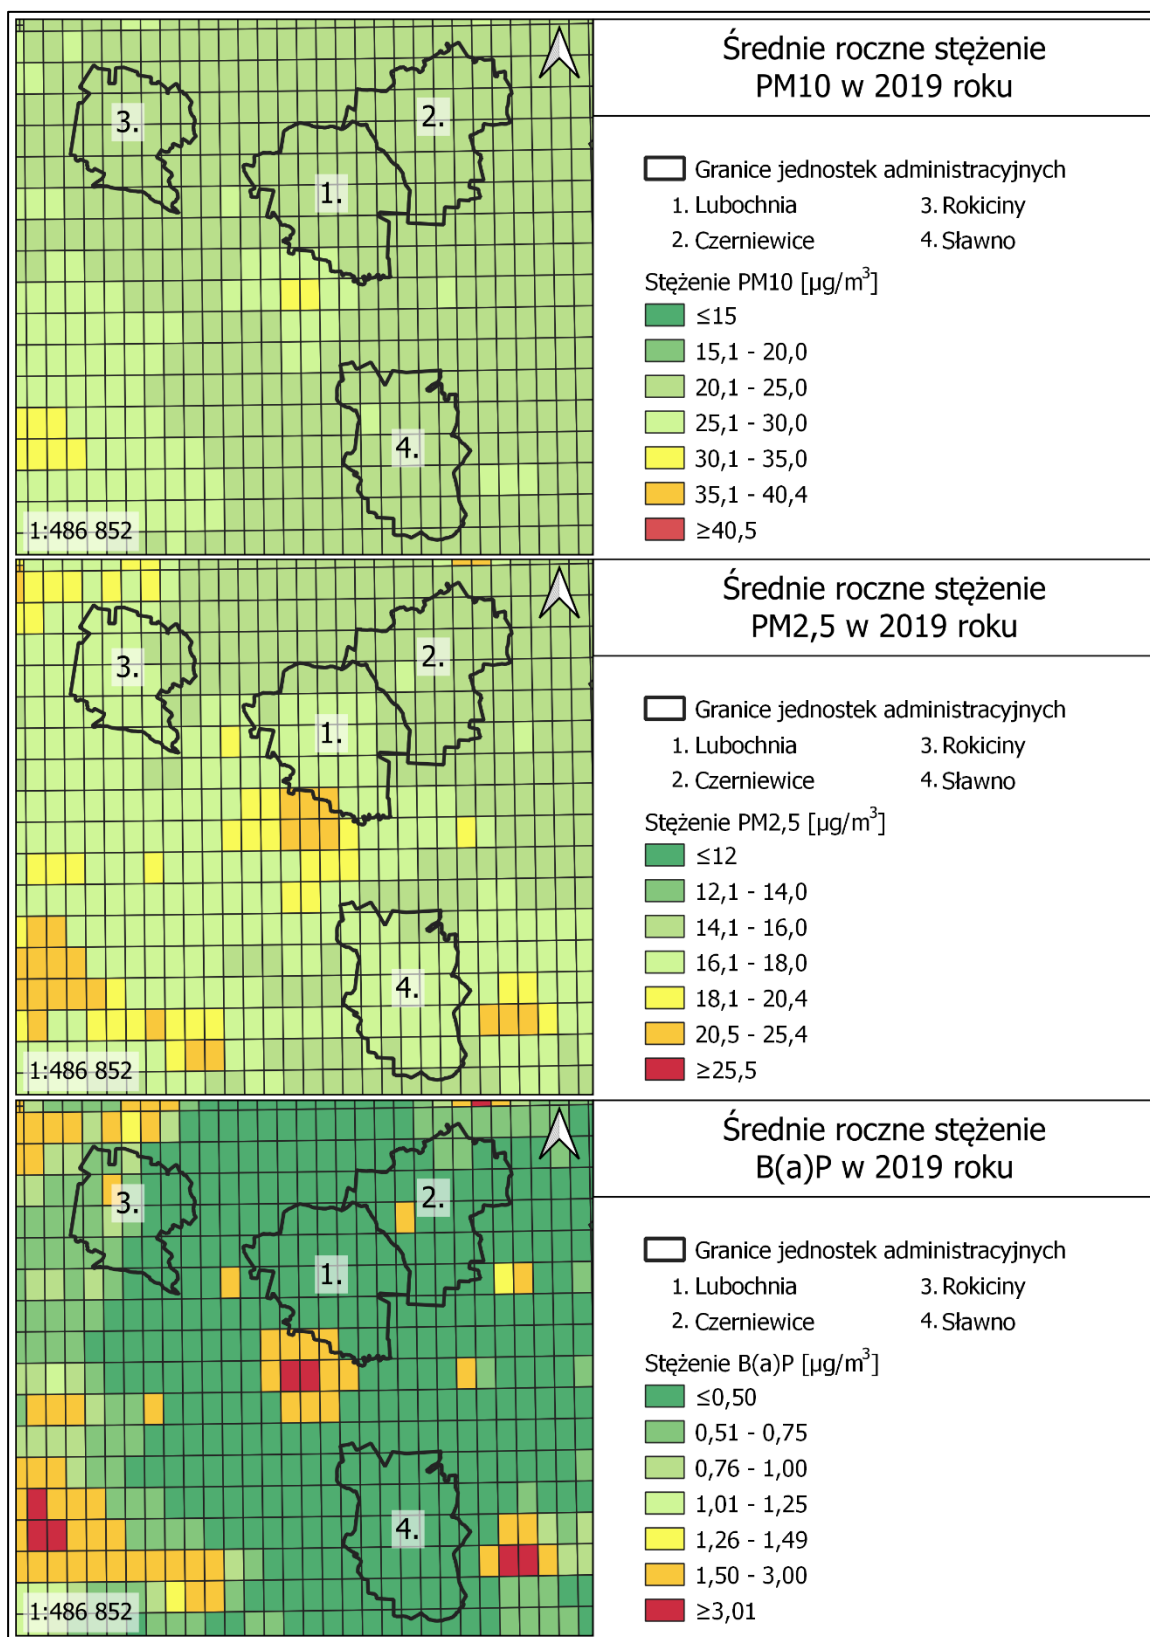 Średnie roczne stężenie
PM10 w 2019 roku
Granice jednostek administracyjnych
1. Lubochnia
3. Rokiciny
2. Czerniewice
4. Sławno
Stężenie PM10 [µg/m³]
≤15
15,1 - 20,0
20,1 - 25,0
25,1 - 30,0
30,1 - 35,0
35,1 - 40,4
≥40,5
3.
2.
1.
4.
1:486 852
Średnie roczne stężenie
PM2,5 w 2019 roku
Granice jednostek administracyjnych
1. Lubochnia
3. Rokiciny
2. Czerniewice
4. Sławno
Stężenie PM2,5 [µg/m³]
≤12
12,1 - 14,0
14,1 - 16,0
16,1 - 18,0
18,1 - 20,4
20,5 - 25,4
≥25,5
3.
2.
1.
4.
1:486 852
Średnie roczne stężenie
B(a)P w 2019 roku
Granice jednostek administracyjnych
1. Lubochnia
3. Rokiciny
2. Czerniewice
4. Sławno
Stężenie B(a)P [µg/m³]
≤0,50
0,51 - 0,75
0,76 - 1,00
1,01 - 1,25
1,26 - 1,49
1,50 - 3,00
≥3,01
3.
2.
1.
4.
1:486 852